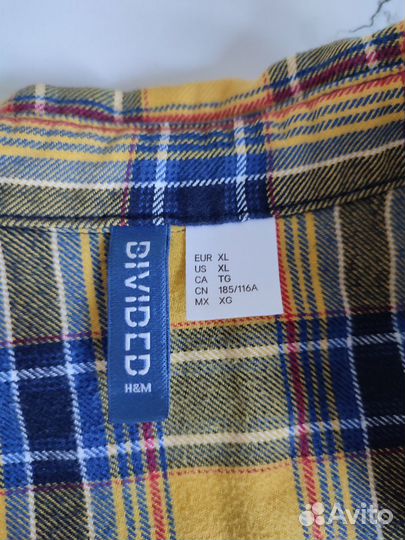 DIVIDED
H&M
EUR XL
US XL
CA TG
CN 185/116A
MX XG
Avito